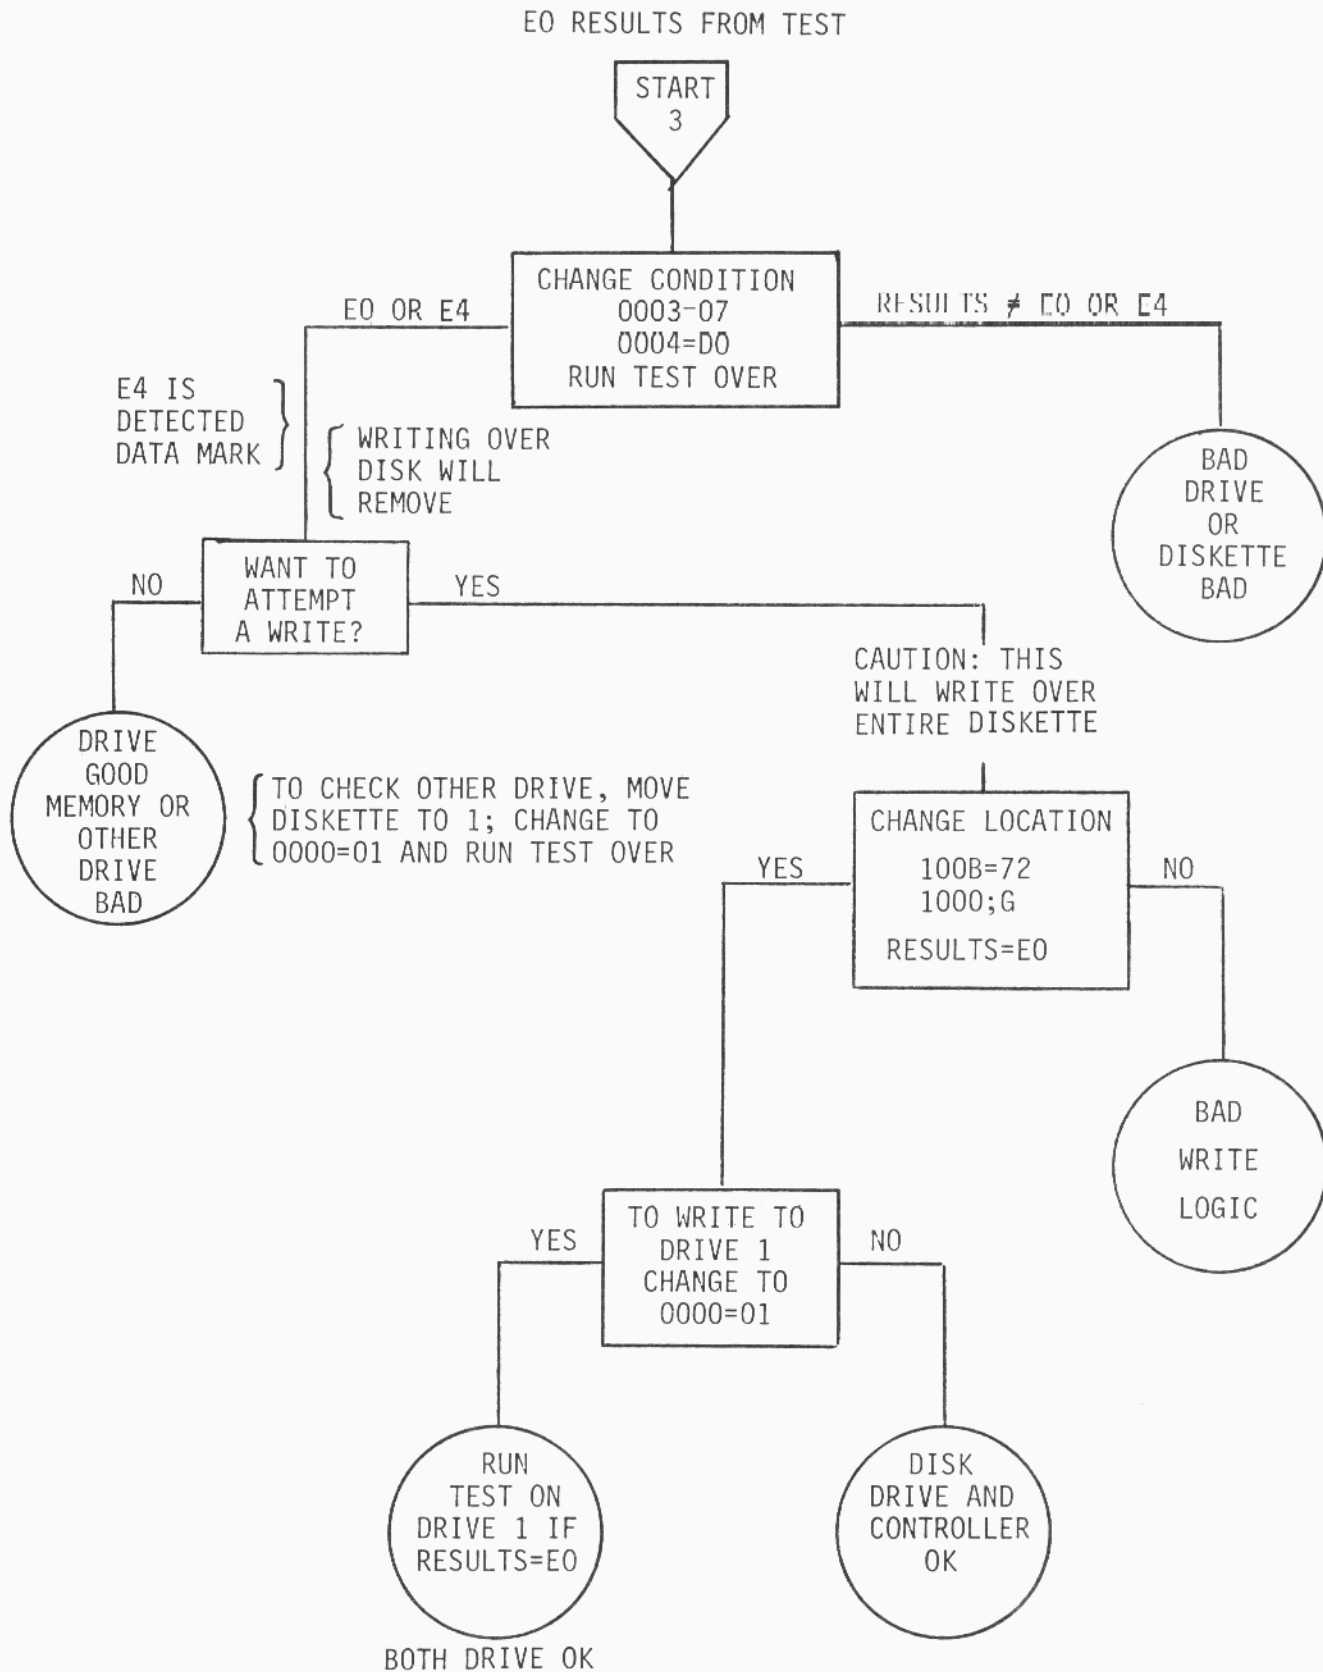 E0 RESULTS FROM TEST
START
3
CHANGE CONDITION
0003-07
0004=D0
RUN TEST OVER
E0 OR E4
RESULTS ≠ E0 OR E4
E4 IS
DETECTED
DATA MARK
WRITING OVER
DISK WILL
REMOVE
BAD
DRIVE
OR
DISKETTE
BAD
WANT TO
ATTEMPT
A WRITE?
NO
YES
CAUTION: THIS
WILL WRITE OVER
ENTIRE DISKETTE
DRIVE
GOOD
MEMORY OR
OTHER
DRIVE
BAD
TO CHECK OTHER DRIVE, MOVE
DISKETTE TO 1; CHANGE TO
0000=01 AND RUN TEST OVER
CHANGE LOCATION
100B=72
1000;G
RESULTS=E0
YES
NO
BAD
WRITE
LOGIC
TO WRITE TO
DRIVE 1
CHANGE TO
0000=01
YES
NO
RUN
TEST ON
DRIVE 1 IF
RESULTS=E0
BOTH DRIVE OK
DISK
DRIVE AND
CONTROLLER
OK